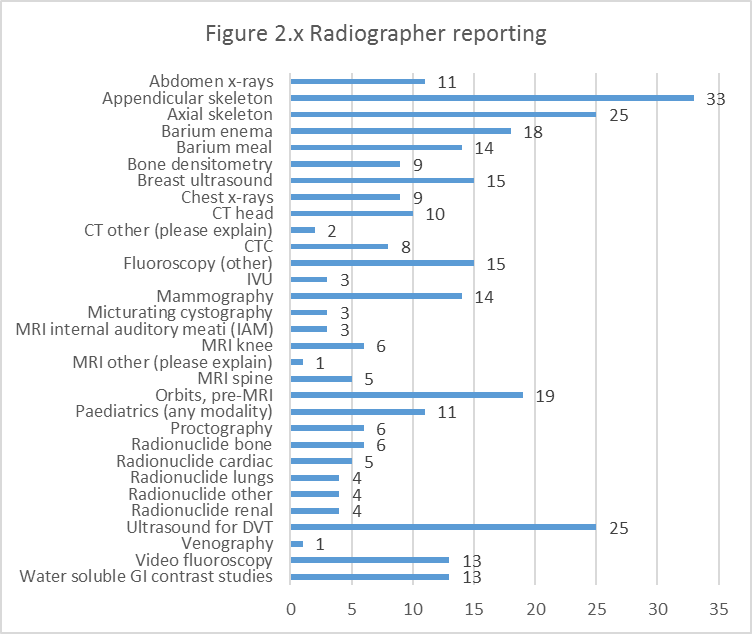 Figure 2.x Radiographer reporting
Abdomen x-rays 11
Appendicular skeleton 33
Axial skeleton 25
Barium enema 18
Barium meal 14
Bone densitometry 9
Breast ultrasound 15
Chest x-rays 9
CT head 10
CT other (please explain) 2
CTC 8
Fluoroscopy (other) 15
IVU 3
Mammography 14
Micturating cystography 3
MRI internal auditory meati (IAM) 3
MRI knee 6
MRI other (please explain) 1
MRI spine 5
Orbits, pre-MRI 19
Paediatrics (any modality) 11
Proctography 6
Radionuclide bone 6
Radionuclide cardiac 5
Radionuclide lungs 4
Radionuclide other 4
Radionuclide renal 4
Ultrasound for DVT 25
Venography 1
Video fluoroscopy 13
Water soluble GI contrast studies 13
0 5 10 15 20 25 30 35